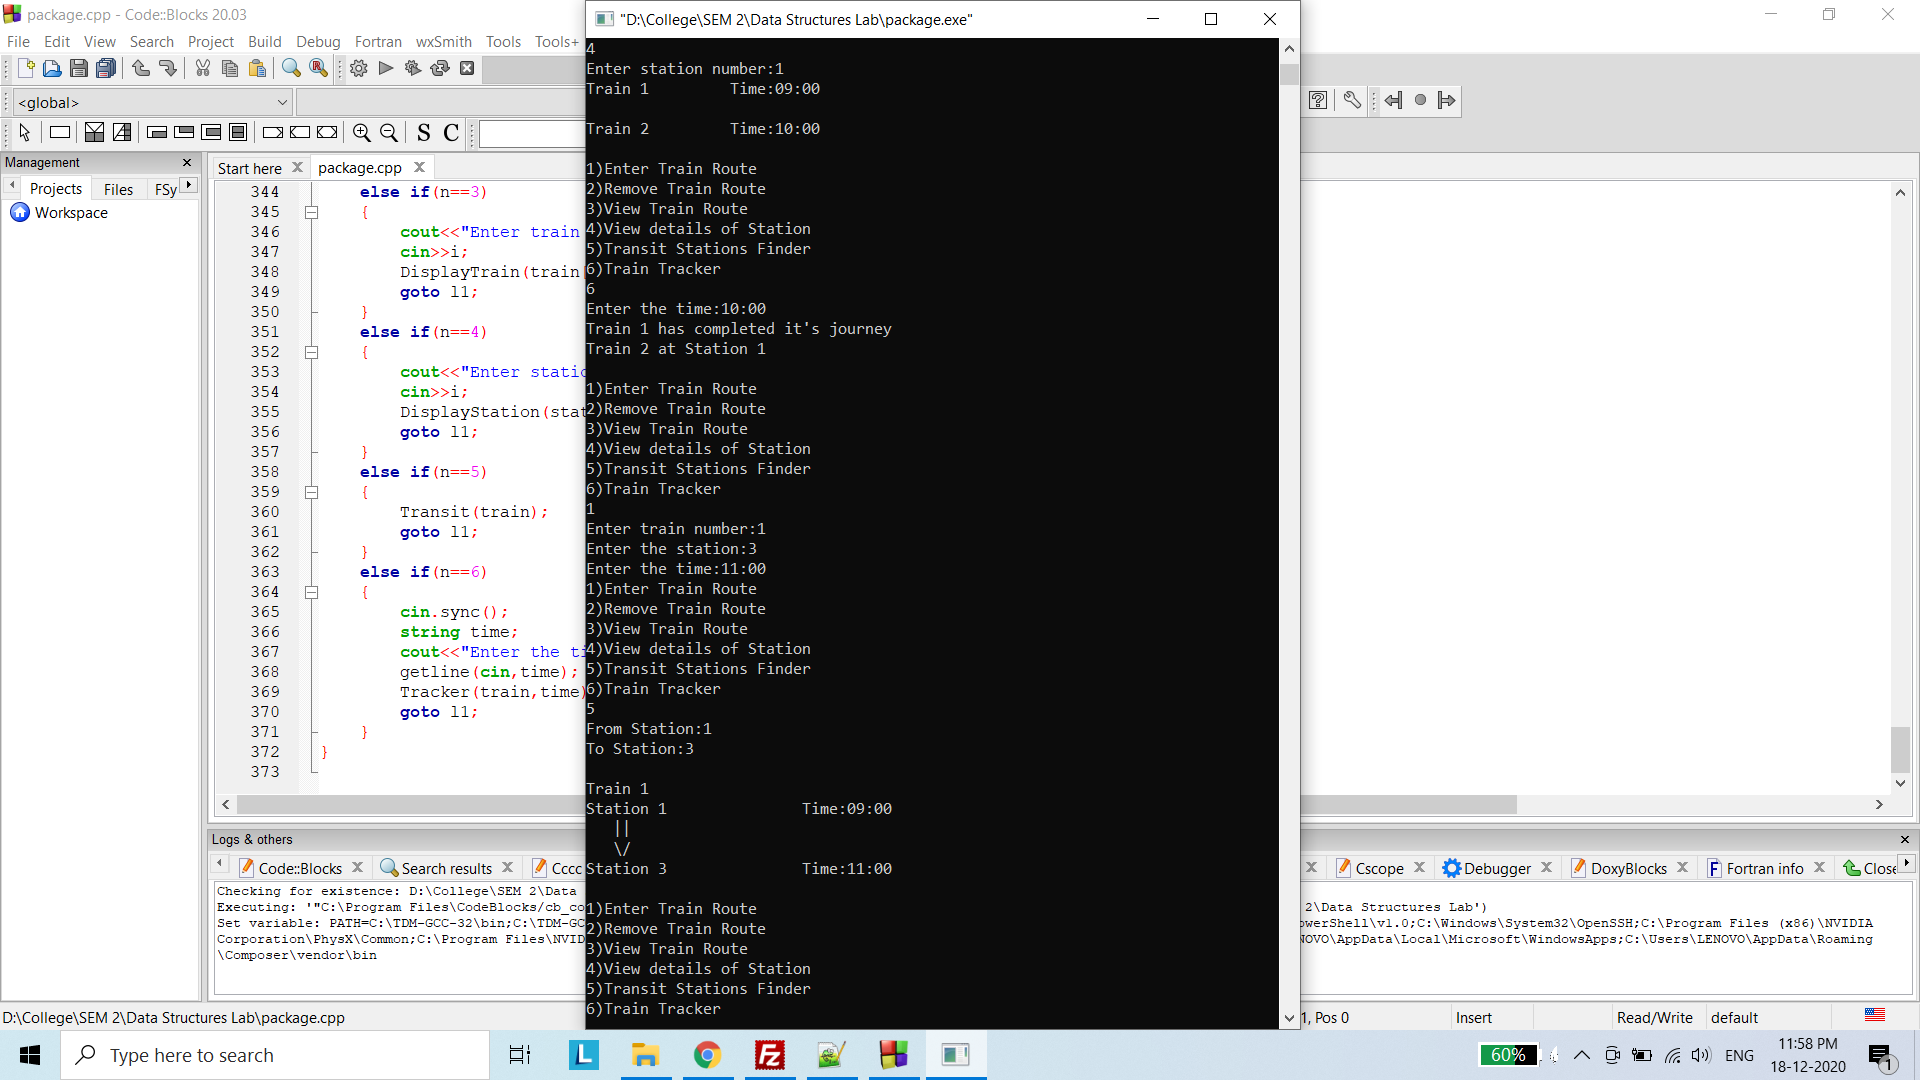 package.cpp - Code::Blocks 20.03
File Edit View Search Project Build Debug Fortran wxSmith Tools Tools+
<global>
S C
Management
Projects Files FSy
Workspace
Start here package.cpp
344 else if(n==3)
345 {
346 cout<<"Enter train
347 cin>>i;
348 DisplayTrain(train
349 goto l1;
350 }
351 else if(n==4)
352 {
353 cout<<"Enter static
354 cin>>i;
355 DisplayStation(stat
356 goto l1;
357 }
358 else if(n==5)
359 {
360 Transit(train);
361 goto l1;
362 }
363 else if(n==6)
364 {
365 cin.sync();
366 string time;
367 cout<<"Enter the ti
368 getline(cin,time);
369 Tracker(train,time)
370 goto l1;
371 }
372 }
373
"D:\College\SEM 2\Data Structures Lab\package.exe"
4
Enter station number:1
Train 1 Time:09:00
Train 2 Time:10:00
1)Enter Train Route
2)Remove Train Route
3)View Train Route
4)View details of Station
5)Transit Stations Finder
6)Train Tracker
6
Enter the time:10:00
Train 1 has completed it's journey
Train 2 at Station 1
1)Enter Train Route
2)Remove Train Route
3)View Train Route
4)View details of Station
5)Transit Stations Finder
6)Train Tracker
1
Enter train number:1
Enter the station:3
Enter the time:11:00
1)Enter Train Route
2)Remove Train Route
3)View Train Route
4)View details of Station
5)Transit Stations Finder
6)Train Tracker
5
From Station:1
To Station:3
Train 1
Station 1 Time:09:00
||
\/
Station 3 Time:11:00
1)Enter Train Route
2)Remove Train Route
3)View Train Route
4)View details of Station
5)Transit Stations Finder
6)Train Tracker
Logs & others
Code::Blocks Search results Cccc Cscope Debugger DoxyBlocks Fortran info Close
Checking for existence: D:\College\SEM 2\Data
Executing: '"C:\Program Files\CodeBlocks/cb_co 2\Data Structures Lab')
Set variable: PATH=C:\TDM-GCC-32\bin;C:\TDM-GC owerShell\v1.0;C:\Windows\System32\OpenSSH;C:\Program Files (x86)\NVIDIA
Corporation\PhysX\Common;C:\Program Files\NVID NOVO\AppData\Local\Microsoft\WindowsApps;C:\Users\LENOVO\AppData\Roaming
\Composer\vendor\bin
D:\College\SEM 2\Data Structures Lab\package.cpp 1, Pos 0 Insert Read/Write default
Type here to search
60% ENG 11:58 PM
18-12-2020
1